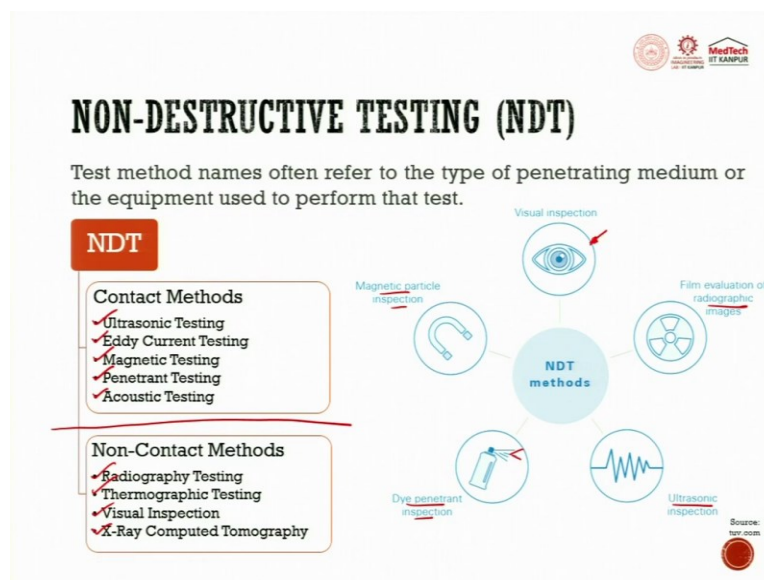 MedTech
IIT KANPUR
NON-DESTRUCTIVE TESTING (NDT)
Test method names often refer to the type of penetrating medium or
the equipment used to perform that test.
NDT
Contact Methods
Ultrasonic Testing
Eddy Current Testing
Magnetic Testing
Penetrant Testing
Acoustic Testing
Non-Contact Methods
Radiography Testing
Thermographic Testing
Visual Inspection
X-Ray Computed Tomography
Visual inspection
Magnetic particle
inspection
Film evaluation of
radiographic
images
NDT
methods
Dye penetrant
inspection
Ultrasonic
inspection
Source:
tuv.com